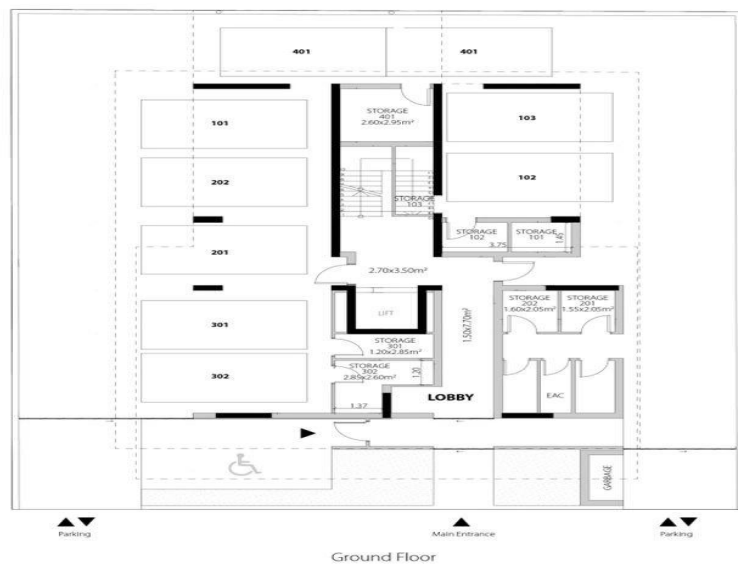 401
401
101
STORAGE
401
2.60x2.95m²
103
202
102
STORAGE
103
STORAGE
102
STORAGE
101
3.75
1.45
201
2.70x3.50m²
LIFT
1.50x7.70m²
STORAGE
202
1.60x2.05m²
STORAGE
201
1.55x2.05m²
301
STORAGE
301
1.20x2.85m²
STORAGE
302
2.85x2.60m²
1.20
302
1.37
LOBBY
EAC
GARBAGE
Parking
Main Entrance
Parking
Ground Floor